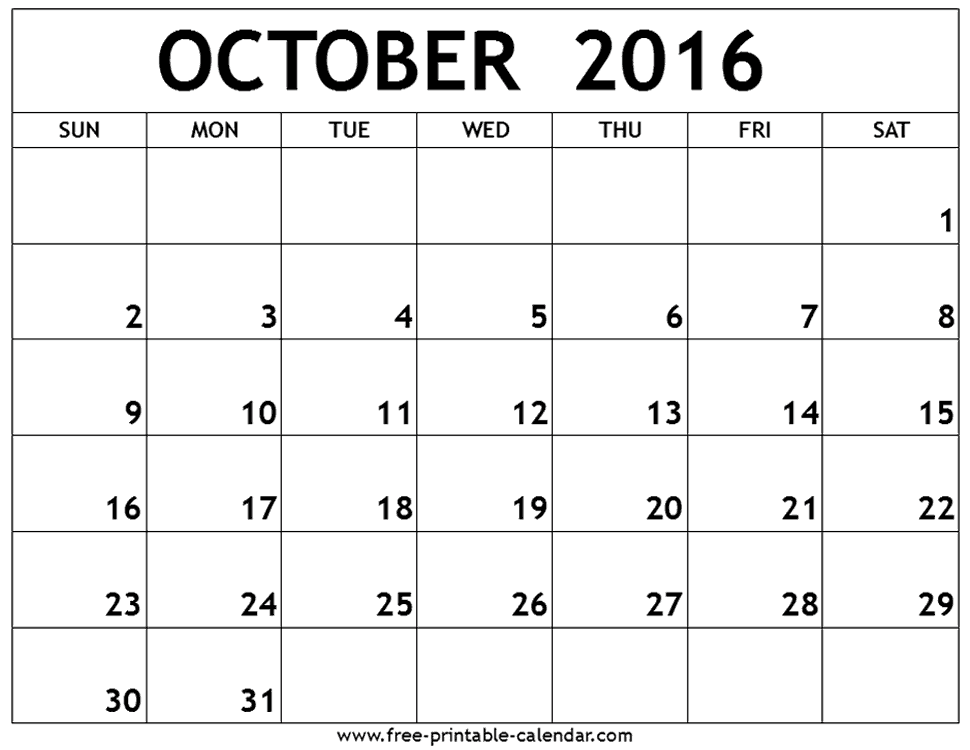 OCTOBER 2016
SUN MON TUE WED THU FRI SAT
1
2 3 4 5 6 7 8
9 10 11 12 13 14 15
16 17 18 19 20 21 22
23 24 25 26 27 28 29
30 31
www.free-printable-calendar.com